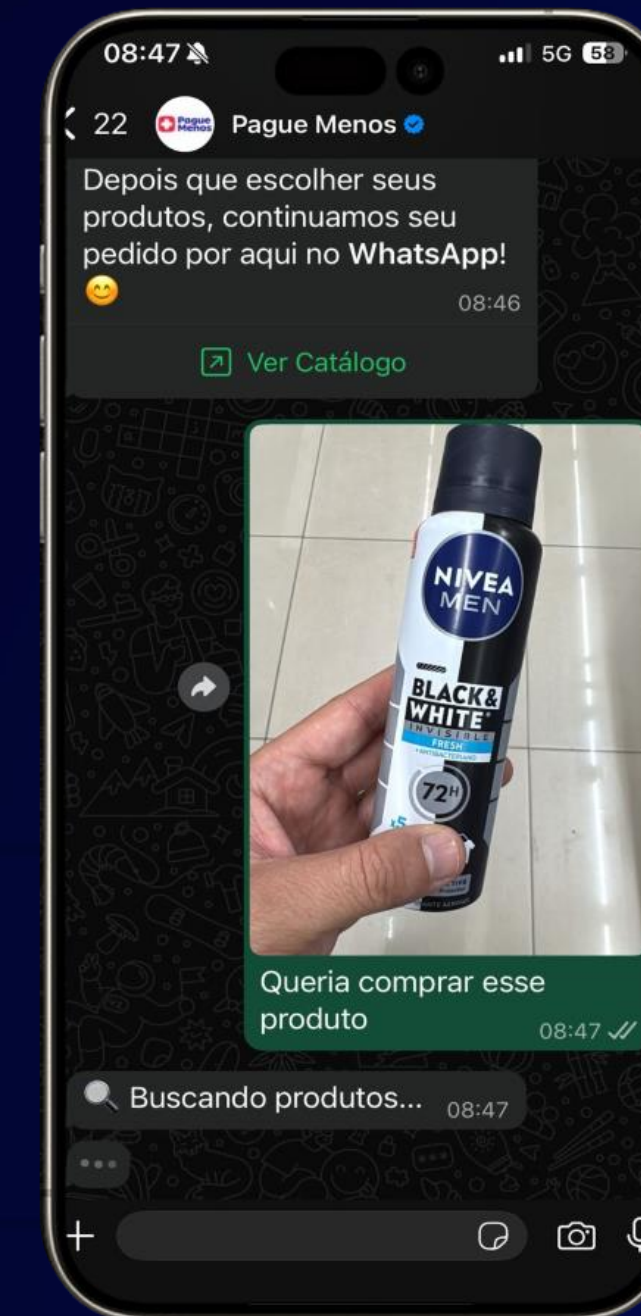 08:47
5G 58
22 Pague Menos Pague Menos
Depois que escolher seus
produtos, continuamos seu
pedido por aqui no WhatsApp!
😊 08:46
Ver Catálogo
NIVEA
MEN
BLACK&
WHITE
INVISIBLE
FRESH
72H
x5
Queria comprar esse
produto
08:47
🔍 Buscando produtos... 08:47